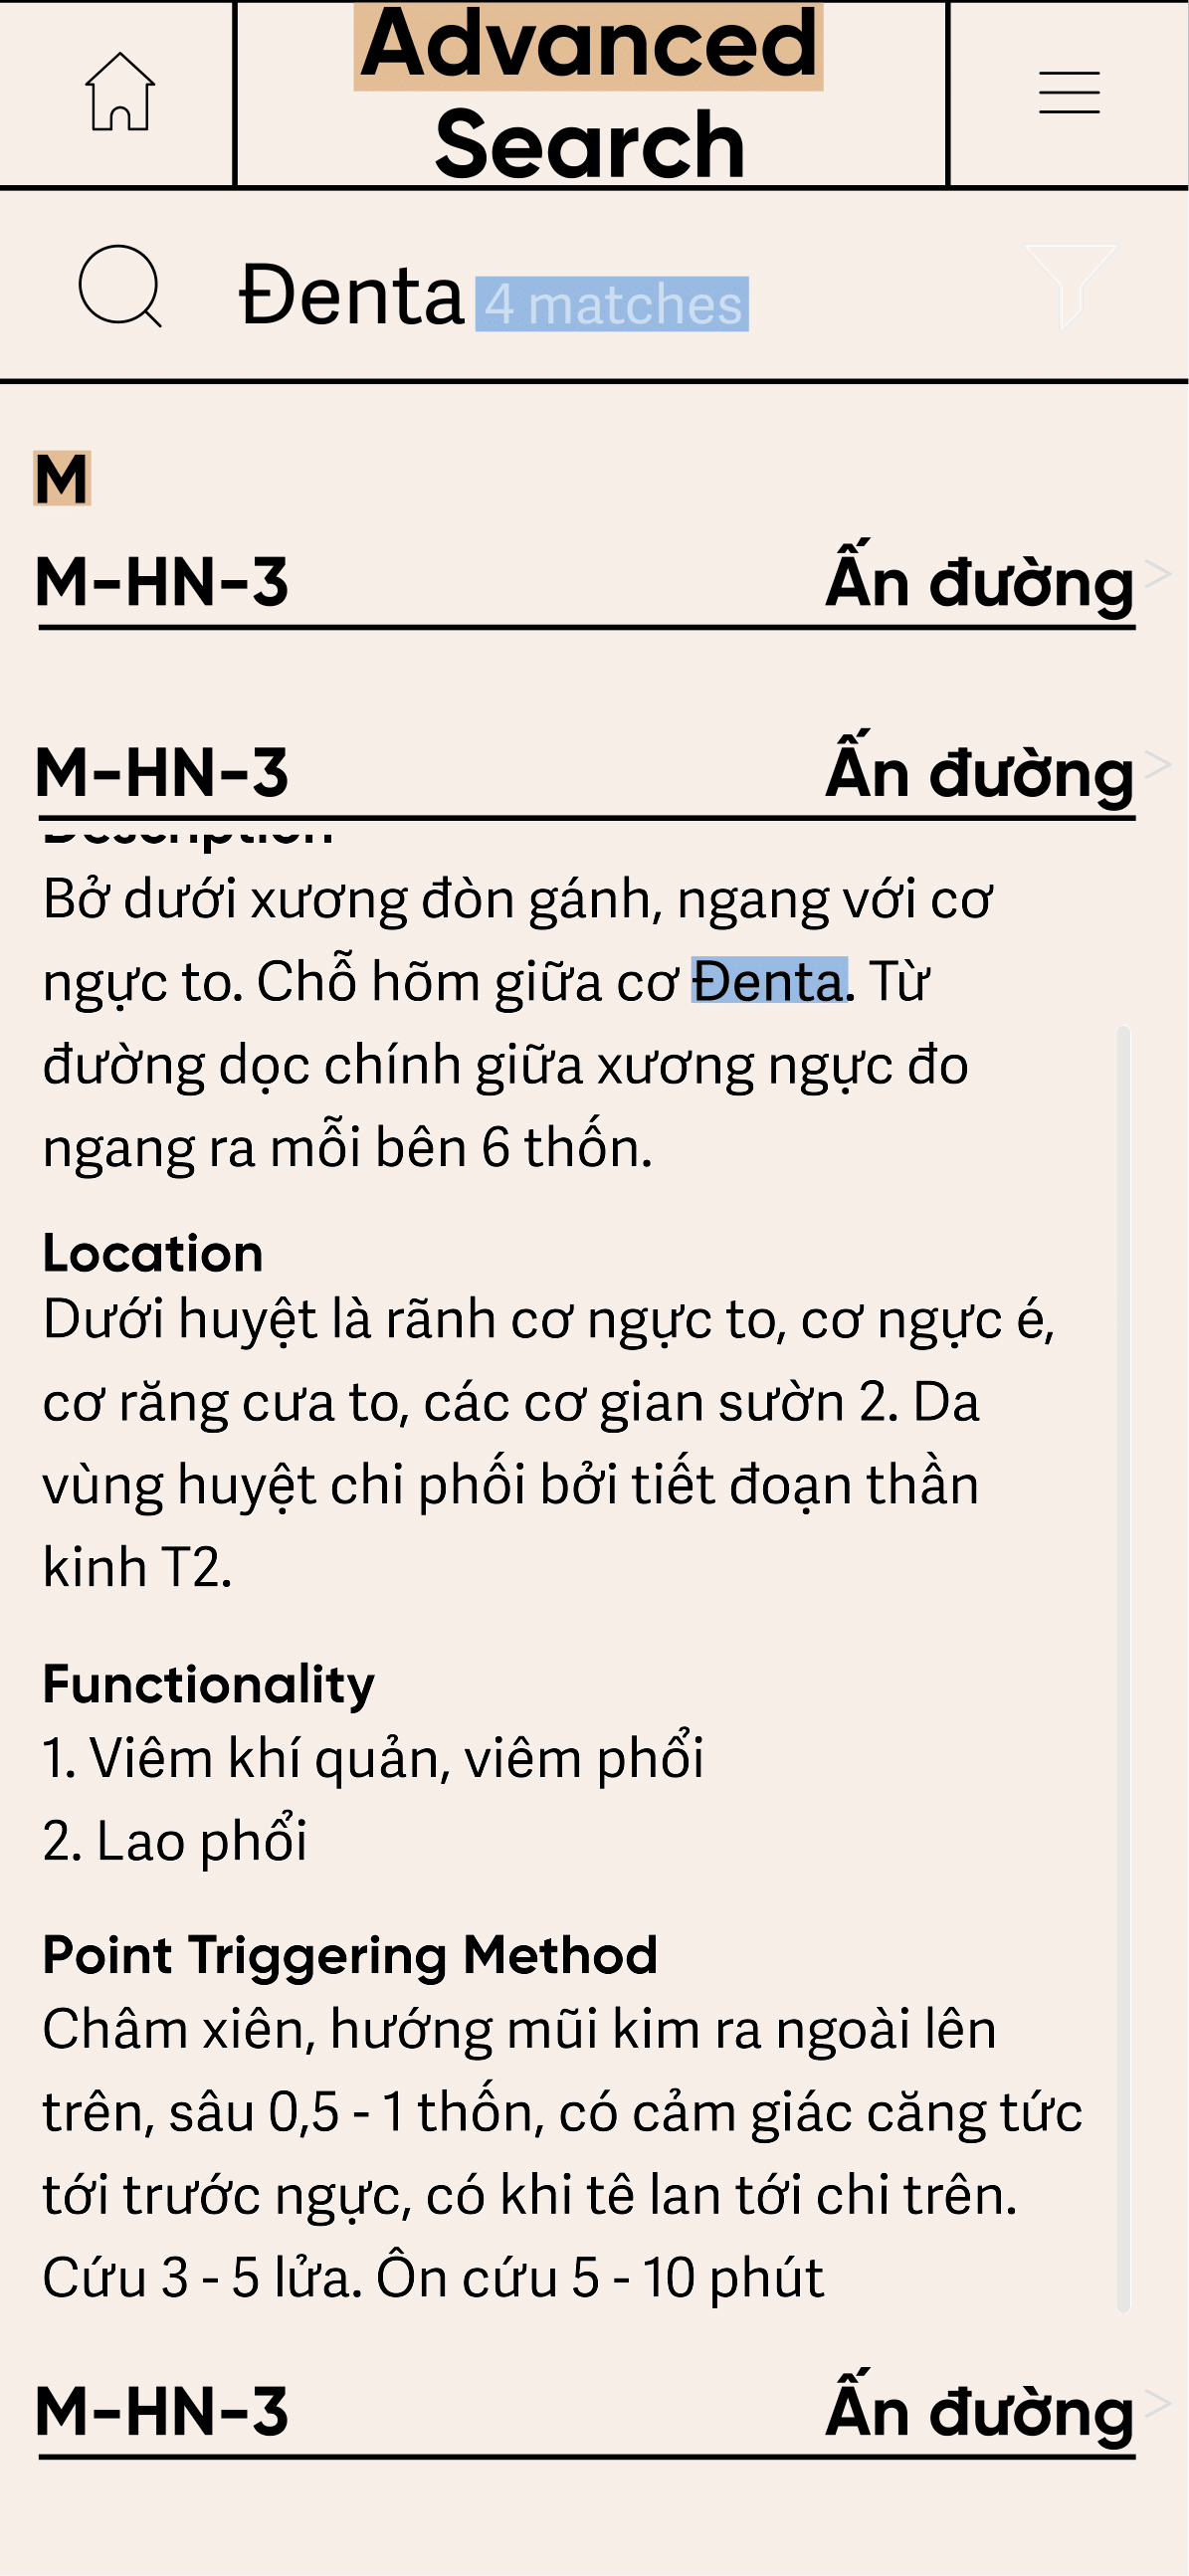 Advanced
Search
Đenta 4 matches
M
M-HN-3 Ấn đường >
M-HN-3 Ấn đường >
Description
Bở dưới xương đòn gánh, ngang với cơ
ngực to. Chỗ hõm giữa cơ Đenta. Từ
đường dọc chính giữa xương ngực đo
ngang ra mỗi bên 6 thốn.
Location
Dưới huyệt là rãnh cơ ngực to, cơ ngực é,
cơ răng cưa to, các cơ gian sườn 2. Da
vùng huyệt chi phối bởi tiết đoạn thần
kinh T2.
Functionality
1. Viêm khí quản, viêm phổi
2. Lao phổi
Point Triggering Method
Châm xiên, hướng mũi kim ra ngoài lên
trên, sâu 0,5 - 1 thốn, có cảm giác căng tức
tới trước ngực, có khi tê lan tới chi trên.
Cứu 3 - 5 lửa. Ôn cứu 5 - 10 phút
M-HN-3 Ấn đường >